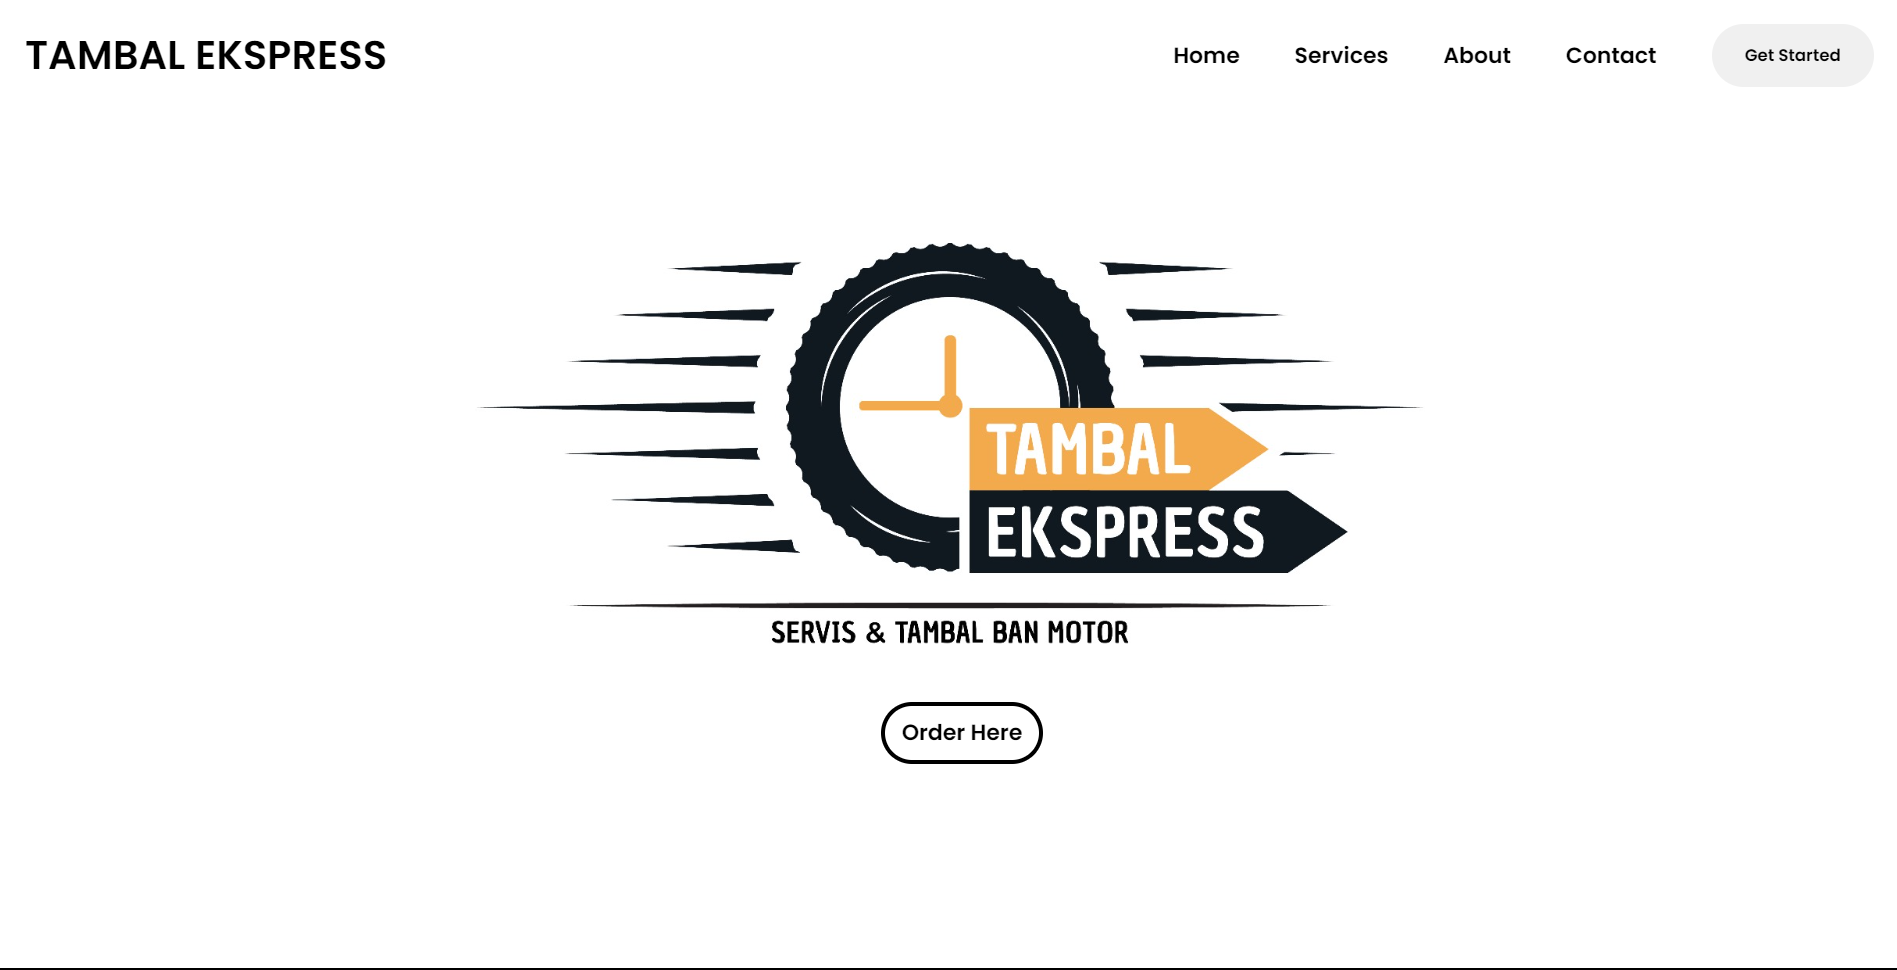 TAMBAL EKSPRESS
Home Services About Contact Get Started
TAMBAL
EKSPRESS
SERVIS & TAMBAL BAN MOTOR
Order Here